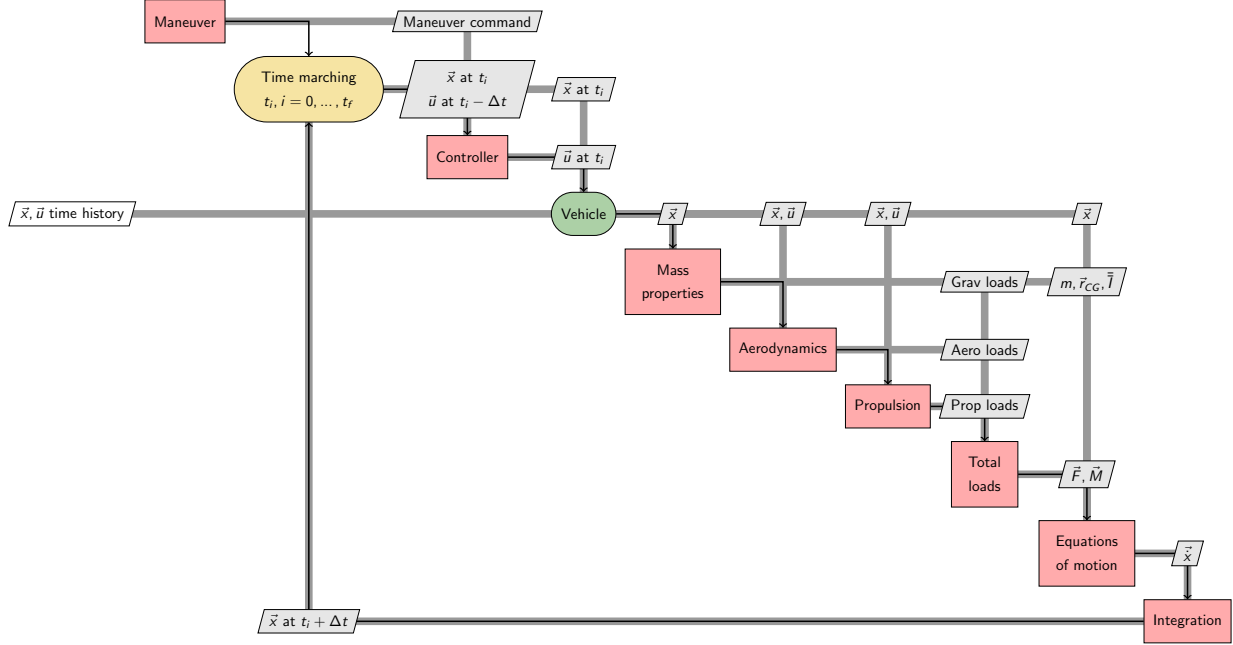 Maneuver
Maneuver command
Time marching
t_i, i = 0, ... , t_f
x⃗ at t_i
u⃗ at t_i − Δt
x⃗ at t_i
Controller
u⃗ at t_i
x⃗, u⃗ time history
Vehicle
x⃗
x⃗, u⃗
x⃗, u⃗
x⃗
Mass
properties
Grav loads
m, r⃗_CG, I̿
Aerodynamics
Aero loads
Propulsion
Prop loads
Total
loads
F⃗, M⃗
Equations
of motion
ẋ⃗
x⃗ at t_i + Δt
Integration